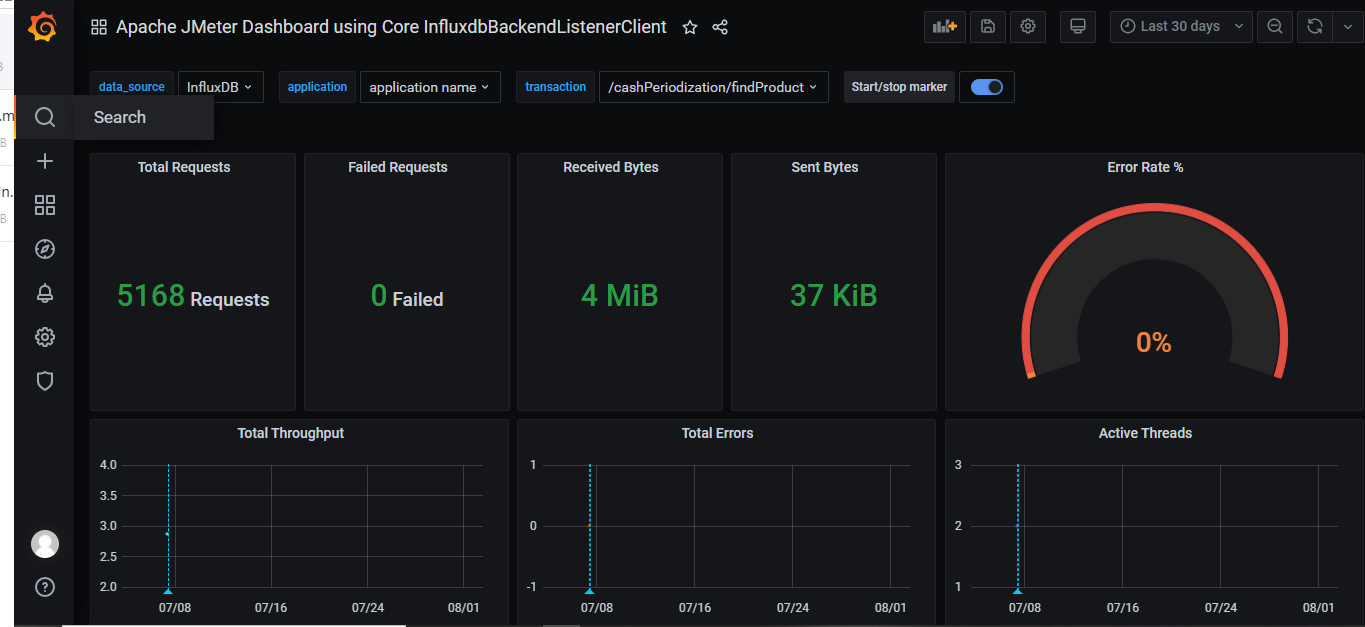 Apache JMeter Dashboard using Core InfluxdbBackendListenerClient
Last 30 days
data_source InfluxDB application application name transaction /cashPeriodization/findProduct Start/stop marker
Search
Total Requests
5168 Requests
Failed Requests
0 Failed
Received Bytes
4 MiB
Sent Bytes
37 KiB
Error Rate %
0%
Total Throughput
4.0
3.5
3.0
2.5
2.0
07/08 07/16 07/24 08/01
Total Errors
1
0
-1
07/08 07/16 07/24 08/01
Active Threads
3
2
1
07/08 07/16 07/24 08/01